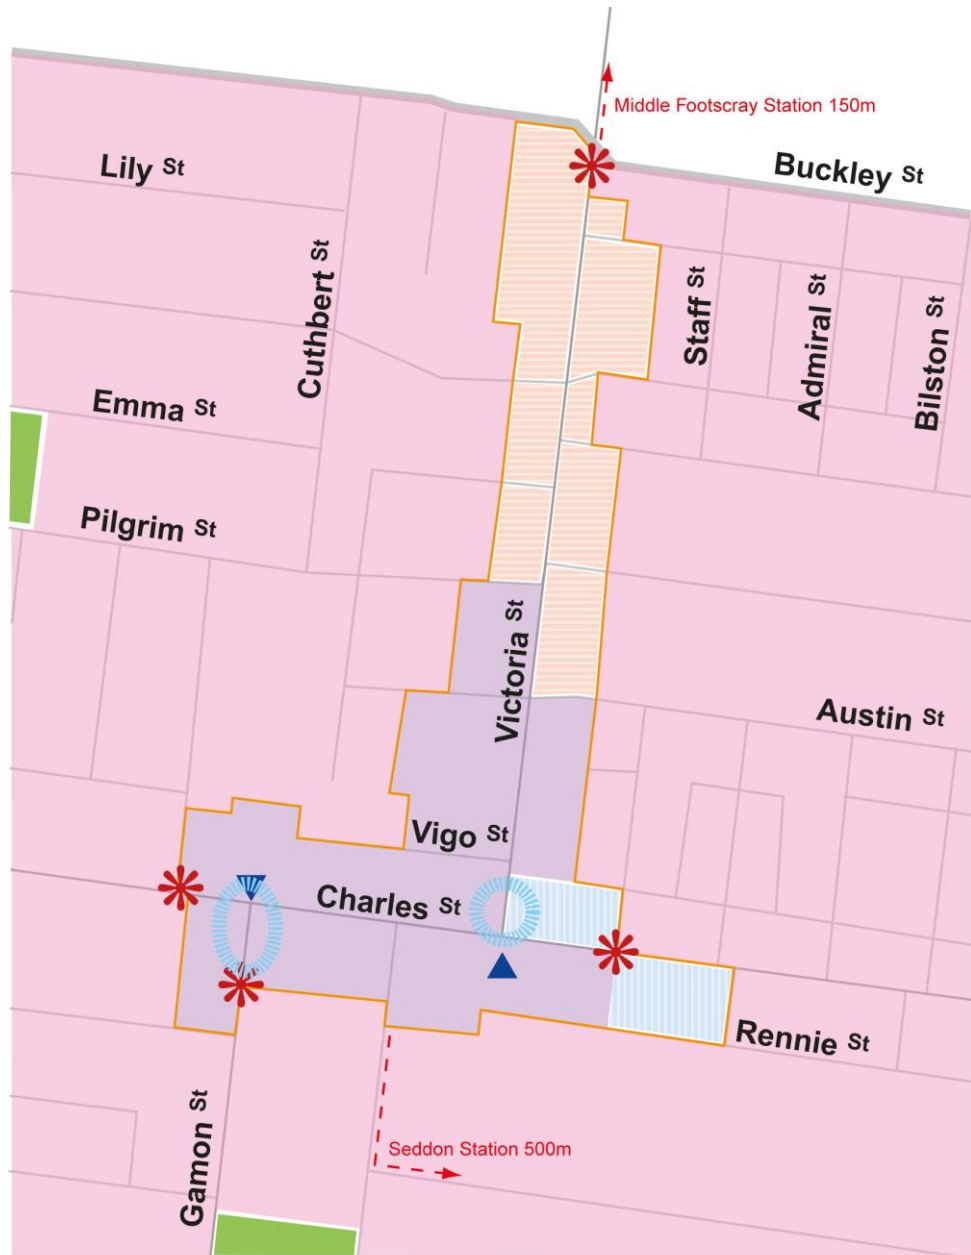 Middle Footscray Station 150m
Buckley St
Lily St
Cuthbert St
Staff St
Admiral St
Bilston St
Emma St
Pilgrim St
Victoria St
Austin St
Vigo St
Charles St
Rennie St
Gamon St
Seddon Station 500m